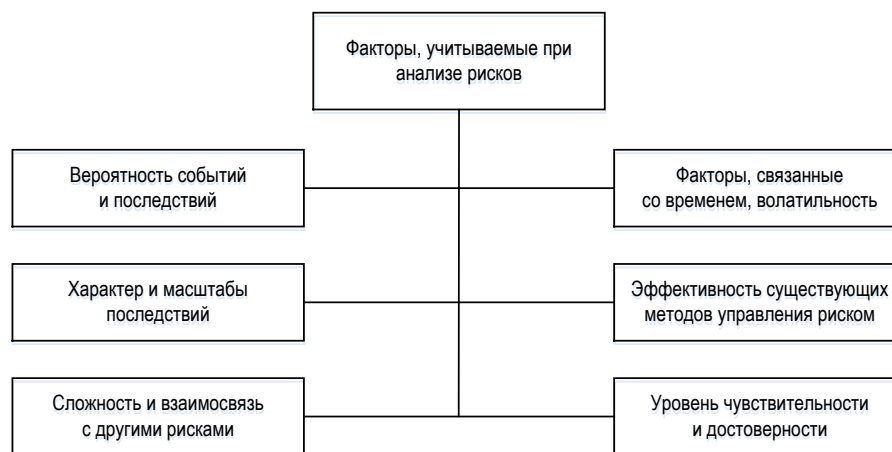 Факторы, учитываемые при
анализе рисков
Вероятность событий
и последствий
Факторы, связанные
со временем, волатильность
Характер и масштабы
последствий
Эффективность существующих
методов управления риском
Сложность и взаимосвязь
с другими рисками
Уровень чувствительности
и достоверности